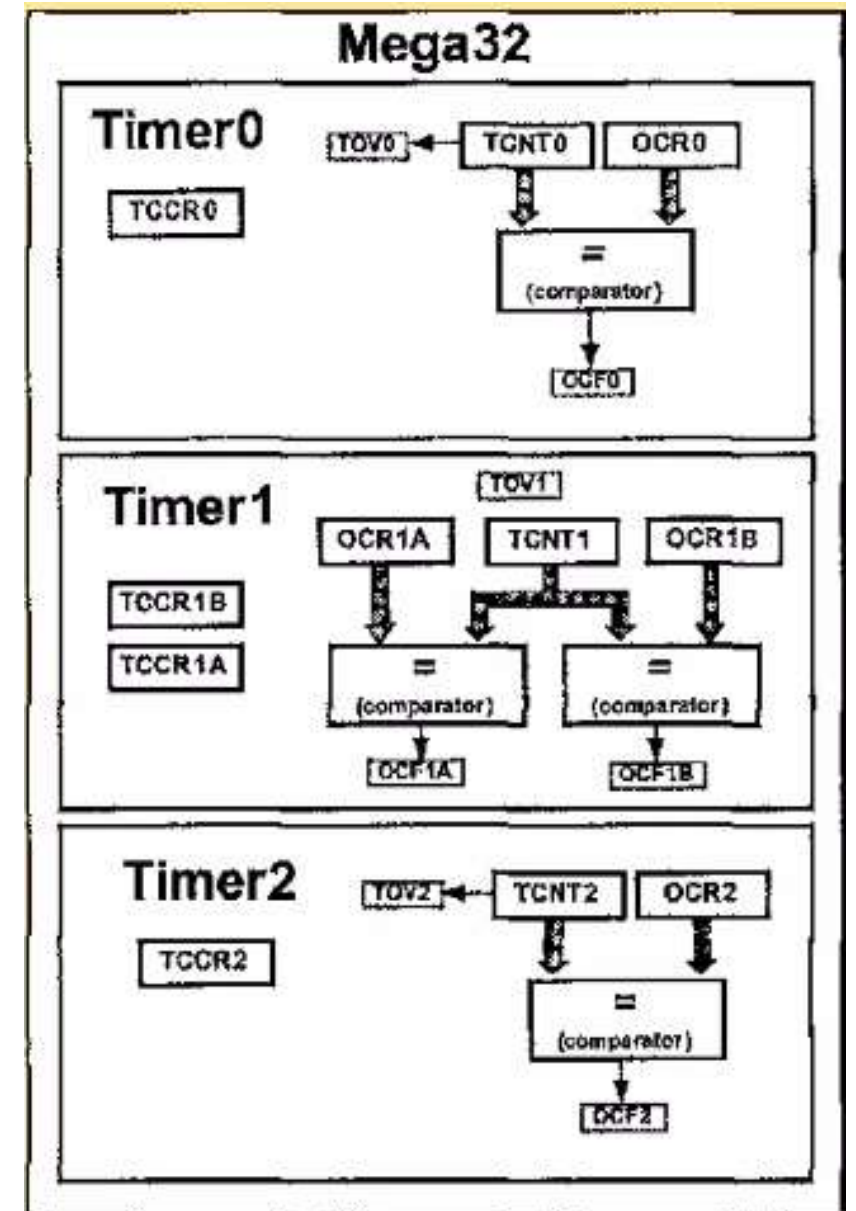 Mega32
Timer0
TOV0 TCNT0 OCR0
TCCR0
=
(comparator)
OCF0
TOV1
Timer1
OCR1A TCNT1 OCR1B
TCCR1B
TCCR1A
= =
(comparator) (comparator)
OCF1A OCF1B
Timer2
TOV2 TCNT2 OCR2
TCCR2
=
(comparator)
OCF2